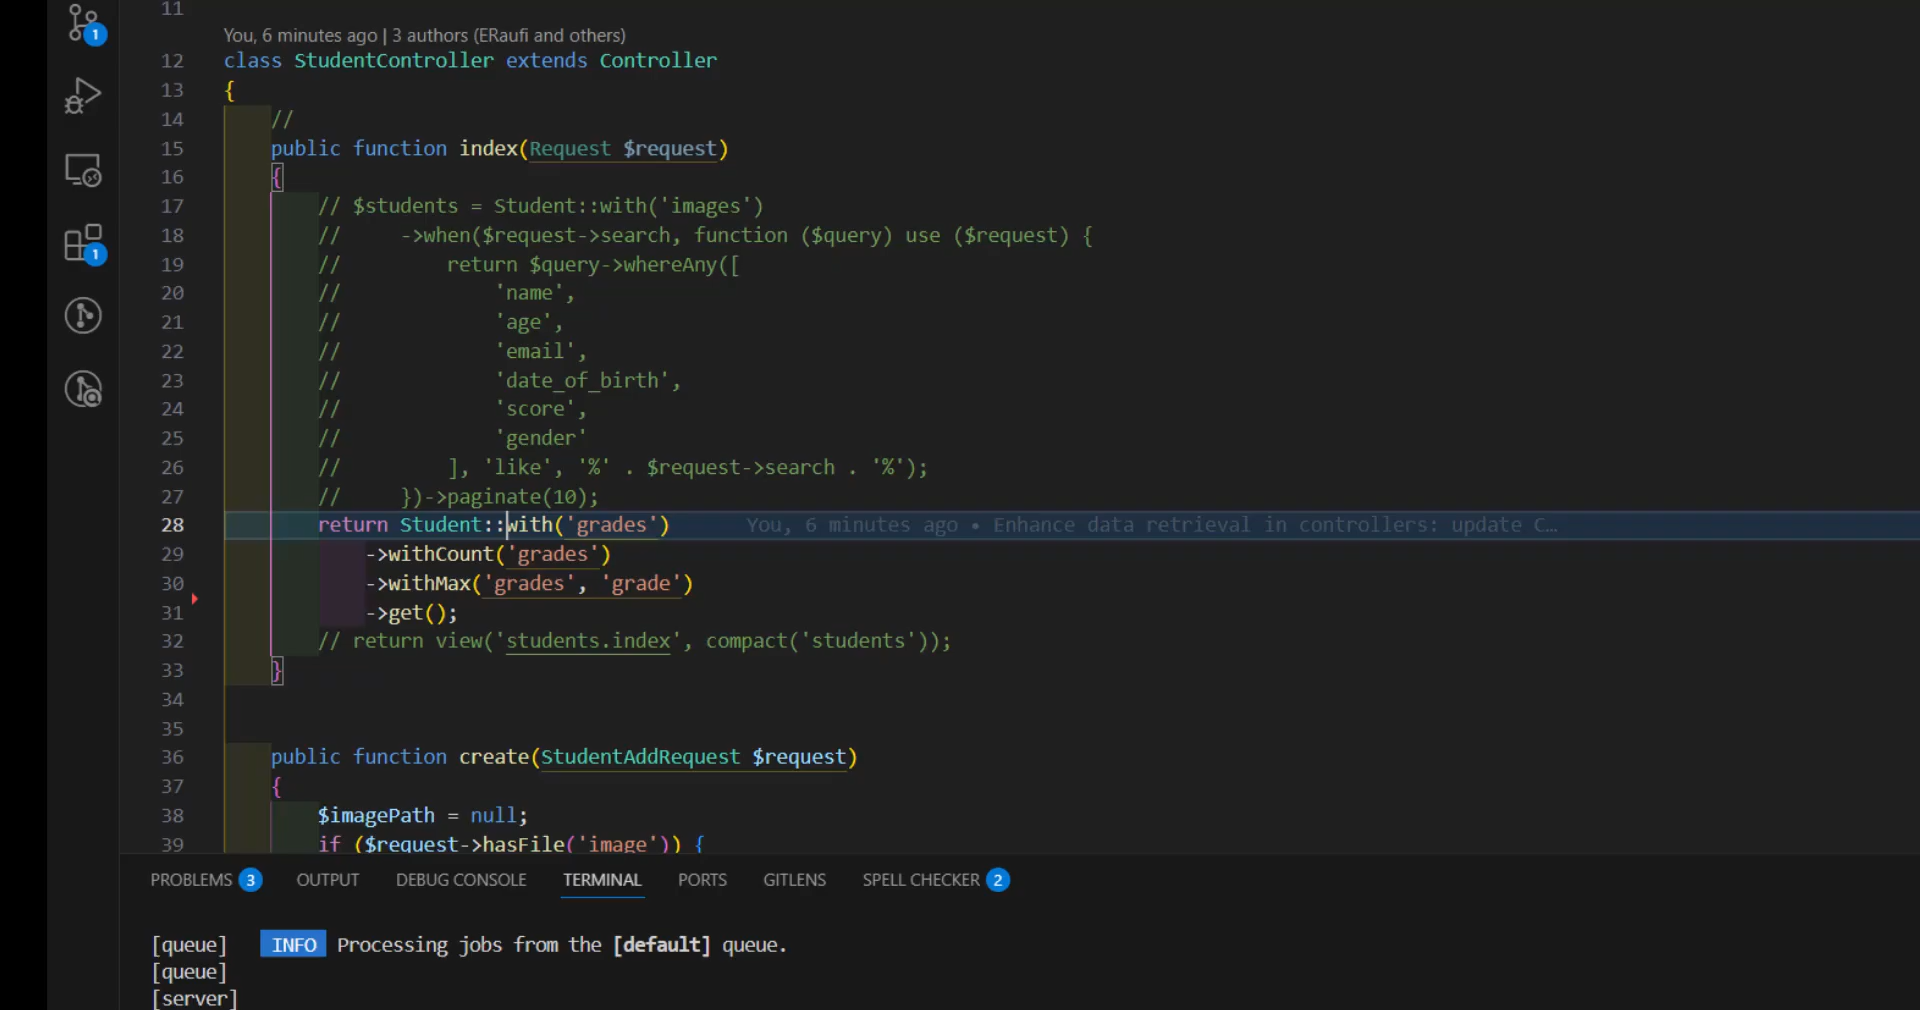 11
You, 6 minutes ago | 3 authors (ERaufi and others)
12 class StudentController extends Controller
13 {
14 //
15 public function index(Request $request)
16 {
17 // $students = Student::with('images')
18 // ->when($request->search, function ($query) use ($request) {
19 // return $query->whereAny([
20 // 'name',
21 // 'age',
22 // 'email',
23 // 'date_of_birth',
24 // 'score',
25 // 'gender'
26 // ], 'like', '%' . $request->search . '%');
27 // })->paginate(10);
28 return Student::with('grades') You, 6 minutes ago • Enhance data retrieval in controllers: update C…
29 ->withCount('grades')
30 ->withMax('grades', 'grade')
31 ->get();
32 // return view('students.index', compact('students'));
33 }
34
35
36 public function create(StudentAddRequest $request)
37 {
38 $imagePath = null;
39 if ($request->hasFile('image')) {
1
1
PROBLEMS 3 OUTPUT DEBUG CONSOLE TERMINAL PORTS GITLENS SPELL CHECKER 2
[queue] INFO Processing jobs from the [default] queue.
[queue]
[server]